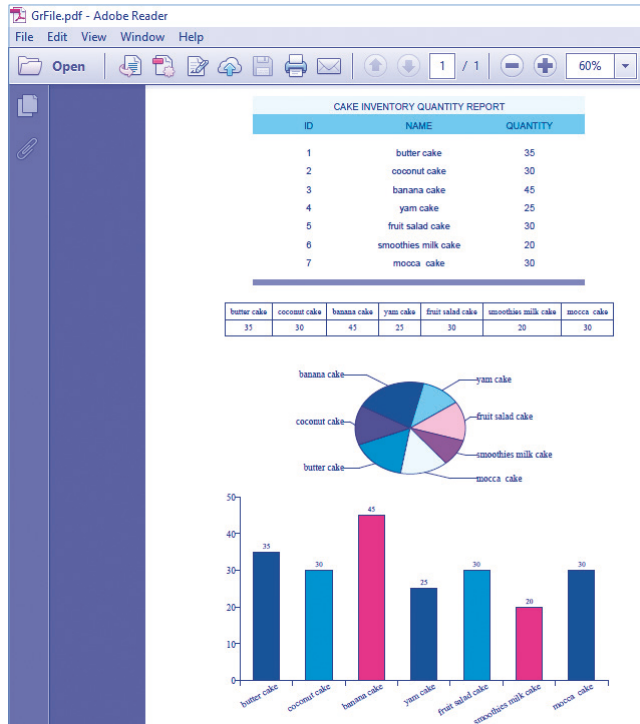 GrFile.pdf - Adobe Reader
File Edit View Window Help
Open 1 / 1 60%
CAKE INVENTORY QUANTITY REPORT
ID NAME QUANTITY
1 butter cake 35
2 coconut cake 30
3 banana cake 45
4 yam cake 25
5 fruit salad cake 30
6 smoothies milk cake 20
7 mocca cake 30
butter cake coconut cake banana cake yam cake fruit salad cake smoothies milk cake mocca cake
35 30 45 25 30 20 30
banana cake yam cake
coconut cake fruit salad cake
butter cake smoothies milk cake
mocca cake
50
45
40
35
30 30 30
30
25
20
20
10
0
butter cake coconut cake banana cake yam cake fruit salad cake smoothies milk cake mocca cake